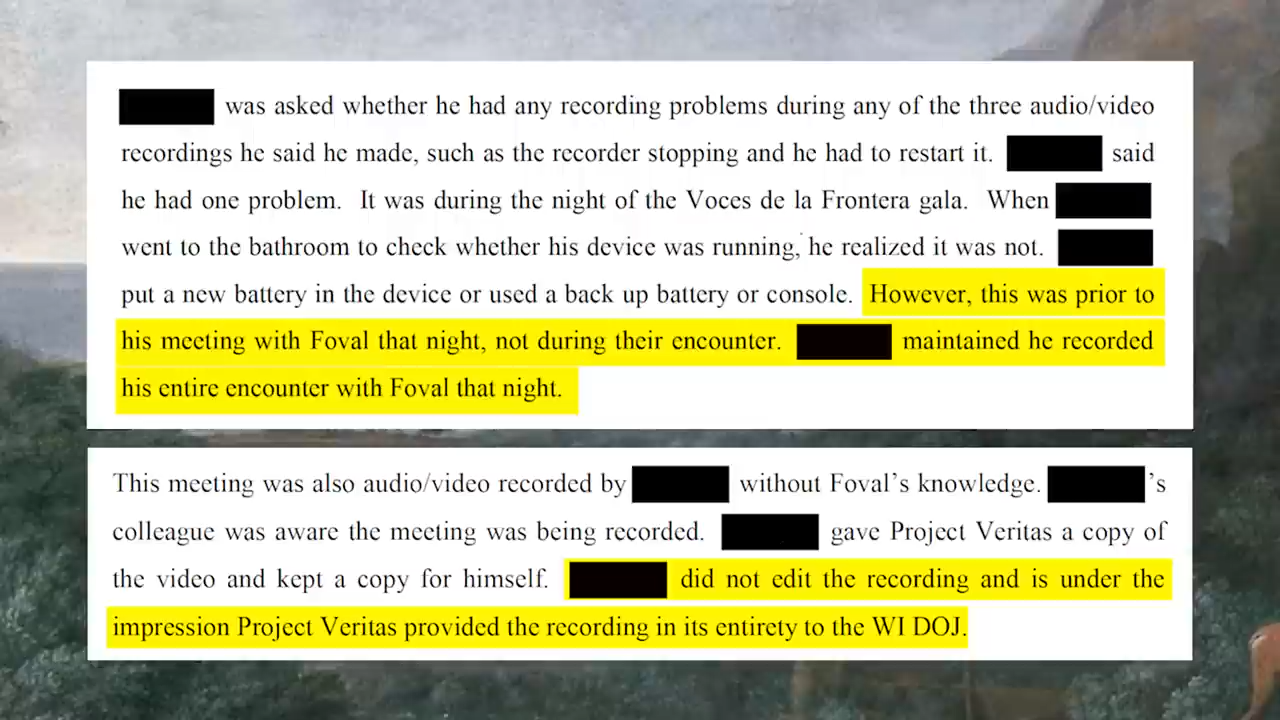 was asked whether he had any recording problems during any of the three audio/video
recordings he said he made, such as the recorder stopping and he had to restart it. said
he had one problem. It was during the night of the Voces de la Frontera gala. When
went to the bathroom to check whether his device was running, he realized it was not.
put a new battery in the device or used a back up battery or console. However, this was prior to
his meeting with Foval that night, not during their encounter. maintained he recorded
his entire encounter with Foval that night.
This meeting was also audio/video recorded by without Foval’s knowledge. ’s
colleague was aware the meeting was being recorded. gave Project Veritas a copy of
the video and kept a copy for himself. did not edit the recording and is under the
impression Project Veritas provided the recording in its entirety to the WI DOJ.